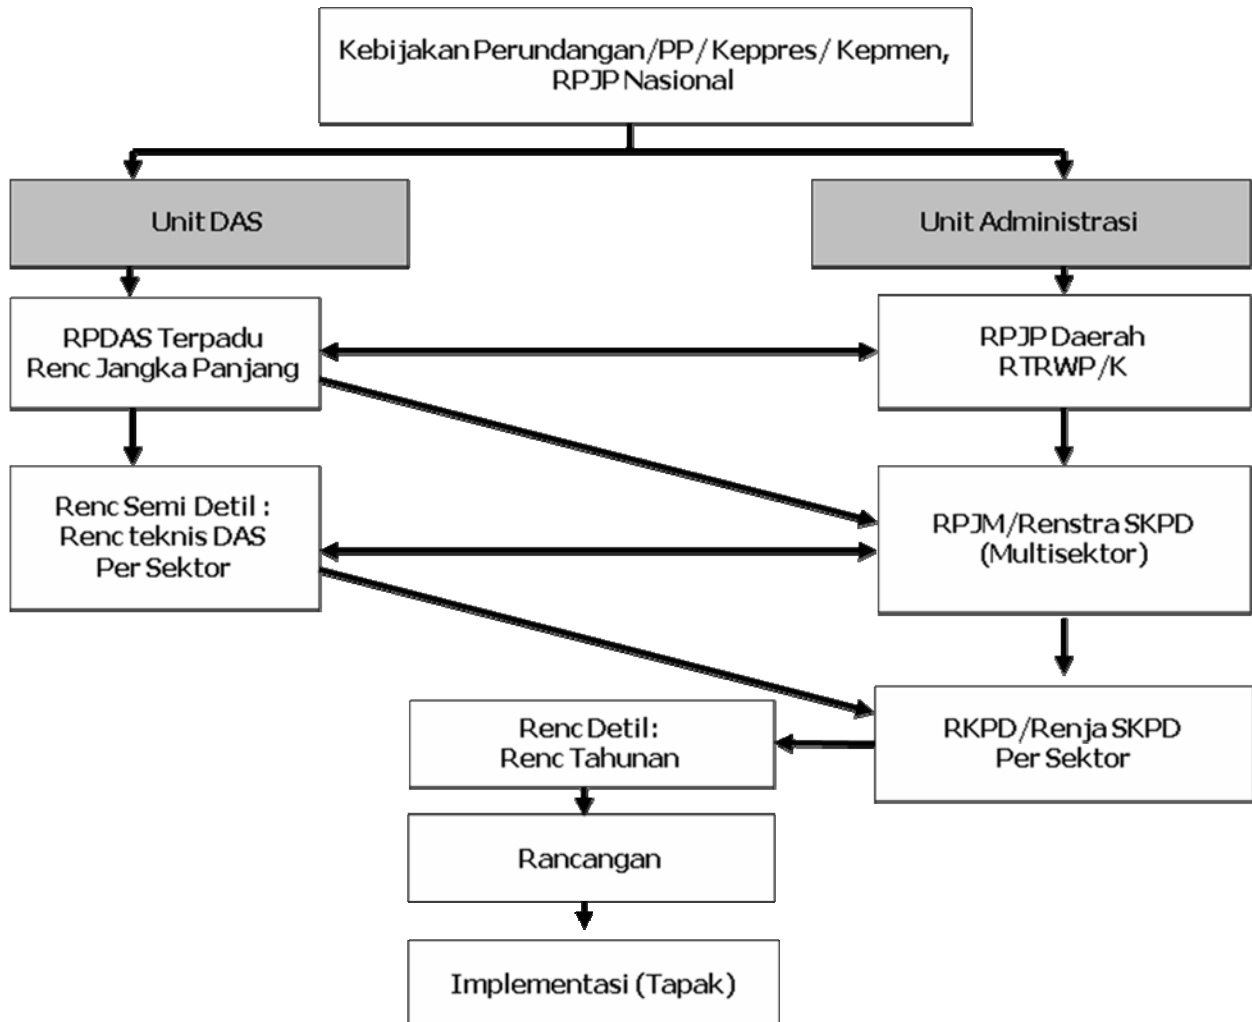 Kebijakan Perundangan/PP/ Keppres/ Kepmen,
RPJP Nasional
Unit DAS
Unit Administrasi
RPDAS Terpadu
Renc Jangka Panjang
RPJP Daerah
RTRWP/K
Renc Semi Detil :
Renc teknis DAS
Per Sektor
RPJM/Renstra SKPD
(Multisektor)
Renc Detil:
Renc Tahunan
RKPD/Renja SKPD
Per Sektor
Rancangan
Implementasi (Tapak)